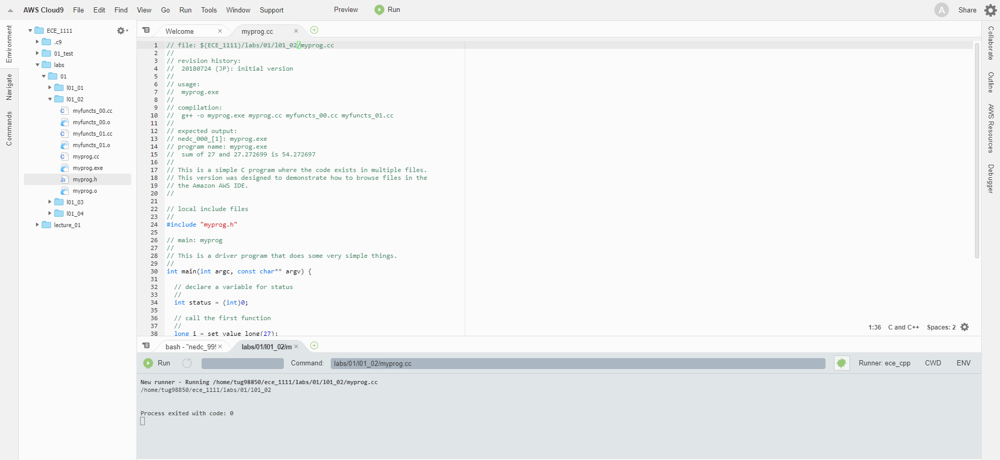 AWS Cloud9 File Edit Find View Go Run Tools Window Support Preview Run A Share
Environment
Navigate
Commands
ECE_1111
.c9
01_test
labs
01
l01_01
l01_02
myfuncts_00.cc
myfuncts_00.o
myfuncts_01.cc
myfuncts_01.o
myprog.cc
myprog.exe
myprog.h
myprog.o
l01_03
l01_04
lecture_01
Welcome myprog.cc
1 // file: $(ECE_1111)/labs/01/l01_02/myprog.cc
2 //
3 // revision history:
4 //  20180724 (JP): initial version
5 //
6 // usage:
7 //  myprog.exe
8 //
9 // compilation:
10 //  g++ -o myprog.exe myprog.cc myfuncts_00.cc myfuncts_01.cc
11 //
12 // expected output:
13 // nedc_000_[1]: myprog.exe
14 // program name: myprog.exe
15 //  sum of 27 and 27.272699 is 54.272697
16 //
17 // This is a simple C program where the code exists in multiple files.
18 // This version was designed to demonstrate how to browse files in the
19 // the Amazon AWS IDE.
20 //
21
22 // local include files
23 //
24 #include "myprog.h"
25
26 // main: myprog
27 //
28 // This is a driver program that does some very simple things.
29 //
30 int main(int argc, const char** argv) {
31
32   // declare a variable for status
33   //
34   int status = (int)0;
35
36   // call the first function
37   //
38   long i = set_value_long(27);
1:36 C and C++ Spaces: 2
bash - "nedc_999 labs/01/l01_02/m
Run Command: labs/01/l01_02/myprog.cc Runner: ece_cpp CWD ENV
New runner - Running /home/tug98850/ece_1111/labs/01/l01_02/myprog.cc
/home/tug98850/ece_1111/labs/01/l01_02
Process exited with code: 0
Collaborate
Outline
AWS Resources
Debugger